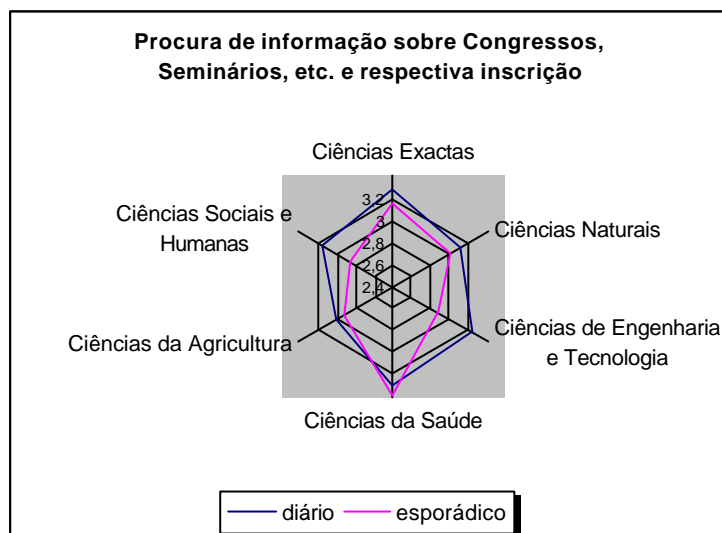 Procura de informação sobre Congressos,
Seminários, etc. e respectiva inscrição
Ciências Exactas
Ciências Sociais e
Humanas
Ciências Naturais
3,2
3
2,8
2,6
2,4
Ciências da Agricultura
Ciências de Engenharia
e Tecnologia
Ciências da Saúde
diário
esporádico